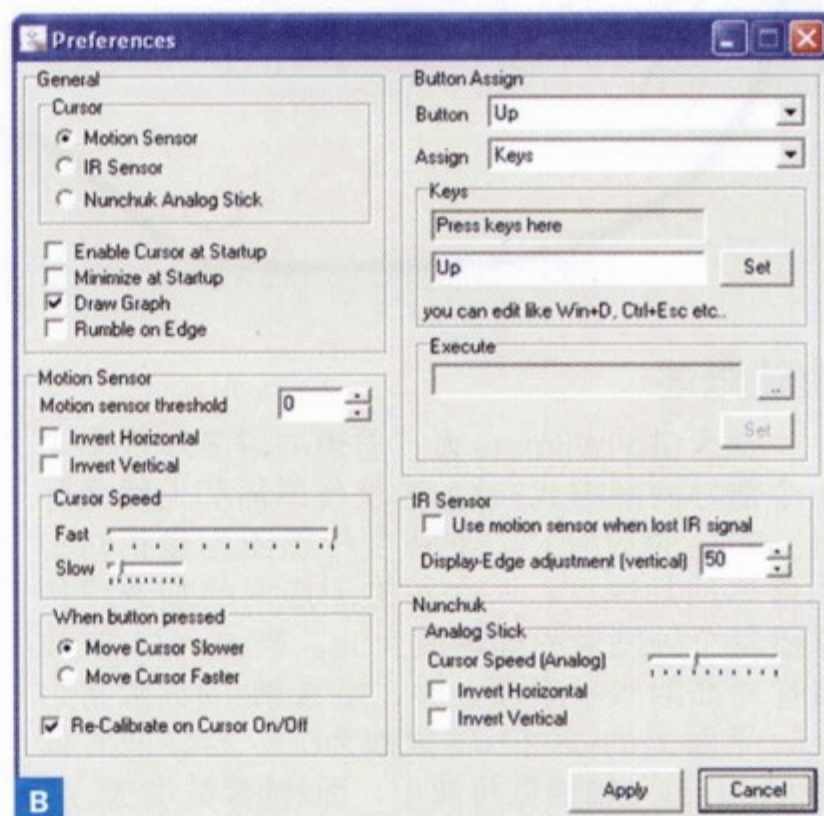 Preferences
General
Cursor
Motion Sensor
IR Sensor
Nunchuk Analog Stick
Enable Cursor at Startup
Minimize at Startup
Draw Graph
Rumble on Edge
Motion Sensor
Motion sensor threshold 0
Invert Horizontal
Invert Vertical
Cursor Speed
Fast
Slow
When button pressed
Move Cursor Slower
Move Cursor Faster
Re-Calibrate on Cursor On/Off
Button Assign
Button Up
Assign Keys
Keys
Press keys here
Up Set
you can edit like Win+D, Ctrl+Esc etc..
Execute
..
Set
IR Sensor
Use motion sensor when lost IR signal
Display-Edge adjustment (vertical) 50
Nunchuk
Analog Stick
Cursor Speed (Analog)
Invert Horizontal
Invert Vertical
Apply Cancel
B